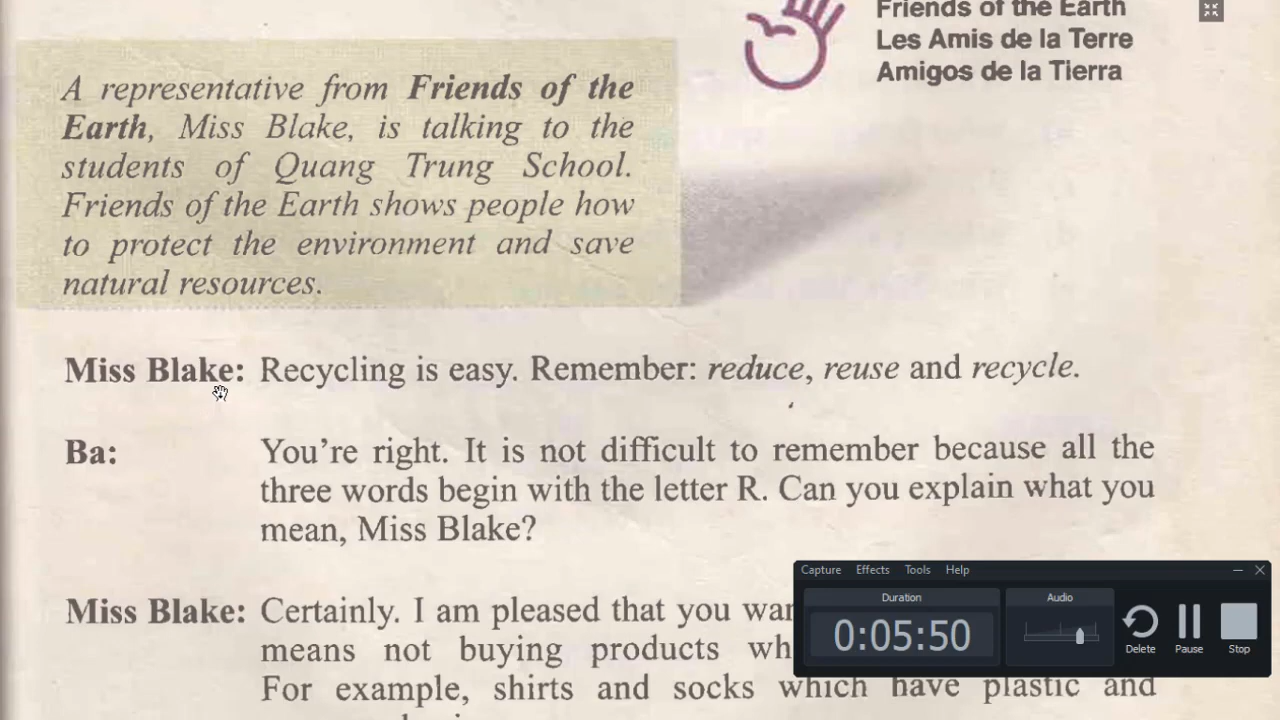 Friends of the Earth
Les Amis de la Terre
Amigos de la Tierra
A representative from Friends of the
Earth, Miss Blake, is talking to the
students of Quang Trung School.
Friends of the Earth shows people how
to protect the environment and save
natural resources.
Miss Blake: Recycling is easy. Remember: reduce, reuse and recycle.
Ba: You're right. It is not difficult to remember because all the
three words begin with the letter R. Can you explain what you
mean, Miss Blake?
Miss Blake: Certainly. I am pleased that you
means not buying products
For example, shirts and socks which have plastic and
Capture Effects Tools Help
Duration
0:05:50
Audio
Delete
Pause
Stop